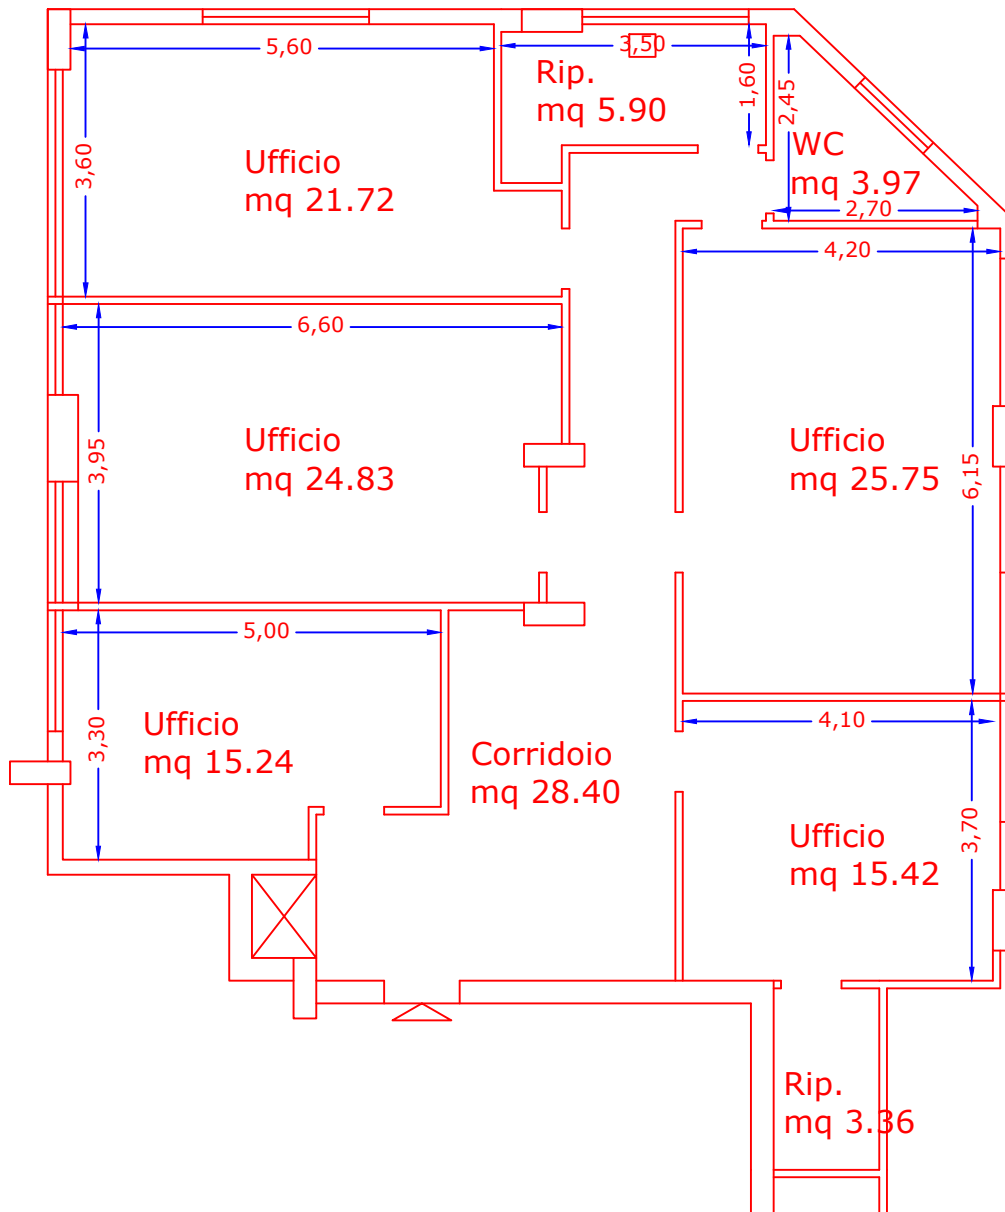 5,60
3,50
Rip.
mq 5.90
1,60
2,45
3,60
Ufficio
mq 21.72
WC
mq 3.97
2,70
4,20
6,60
3,95
Ufficio
mq 24.83
Ufficio
mq 25.75
6,15
5,00
3,30
Ufficio
mq 15.24
Corridoio
mq 28.40
4,10
3,70
Ufficio
mq 15.42
Rip.
mq 3.36